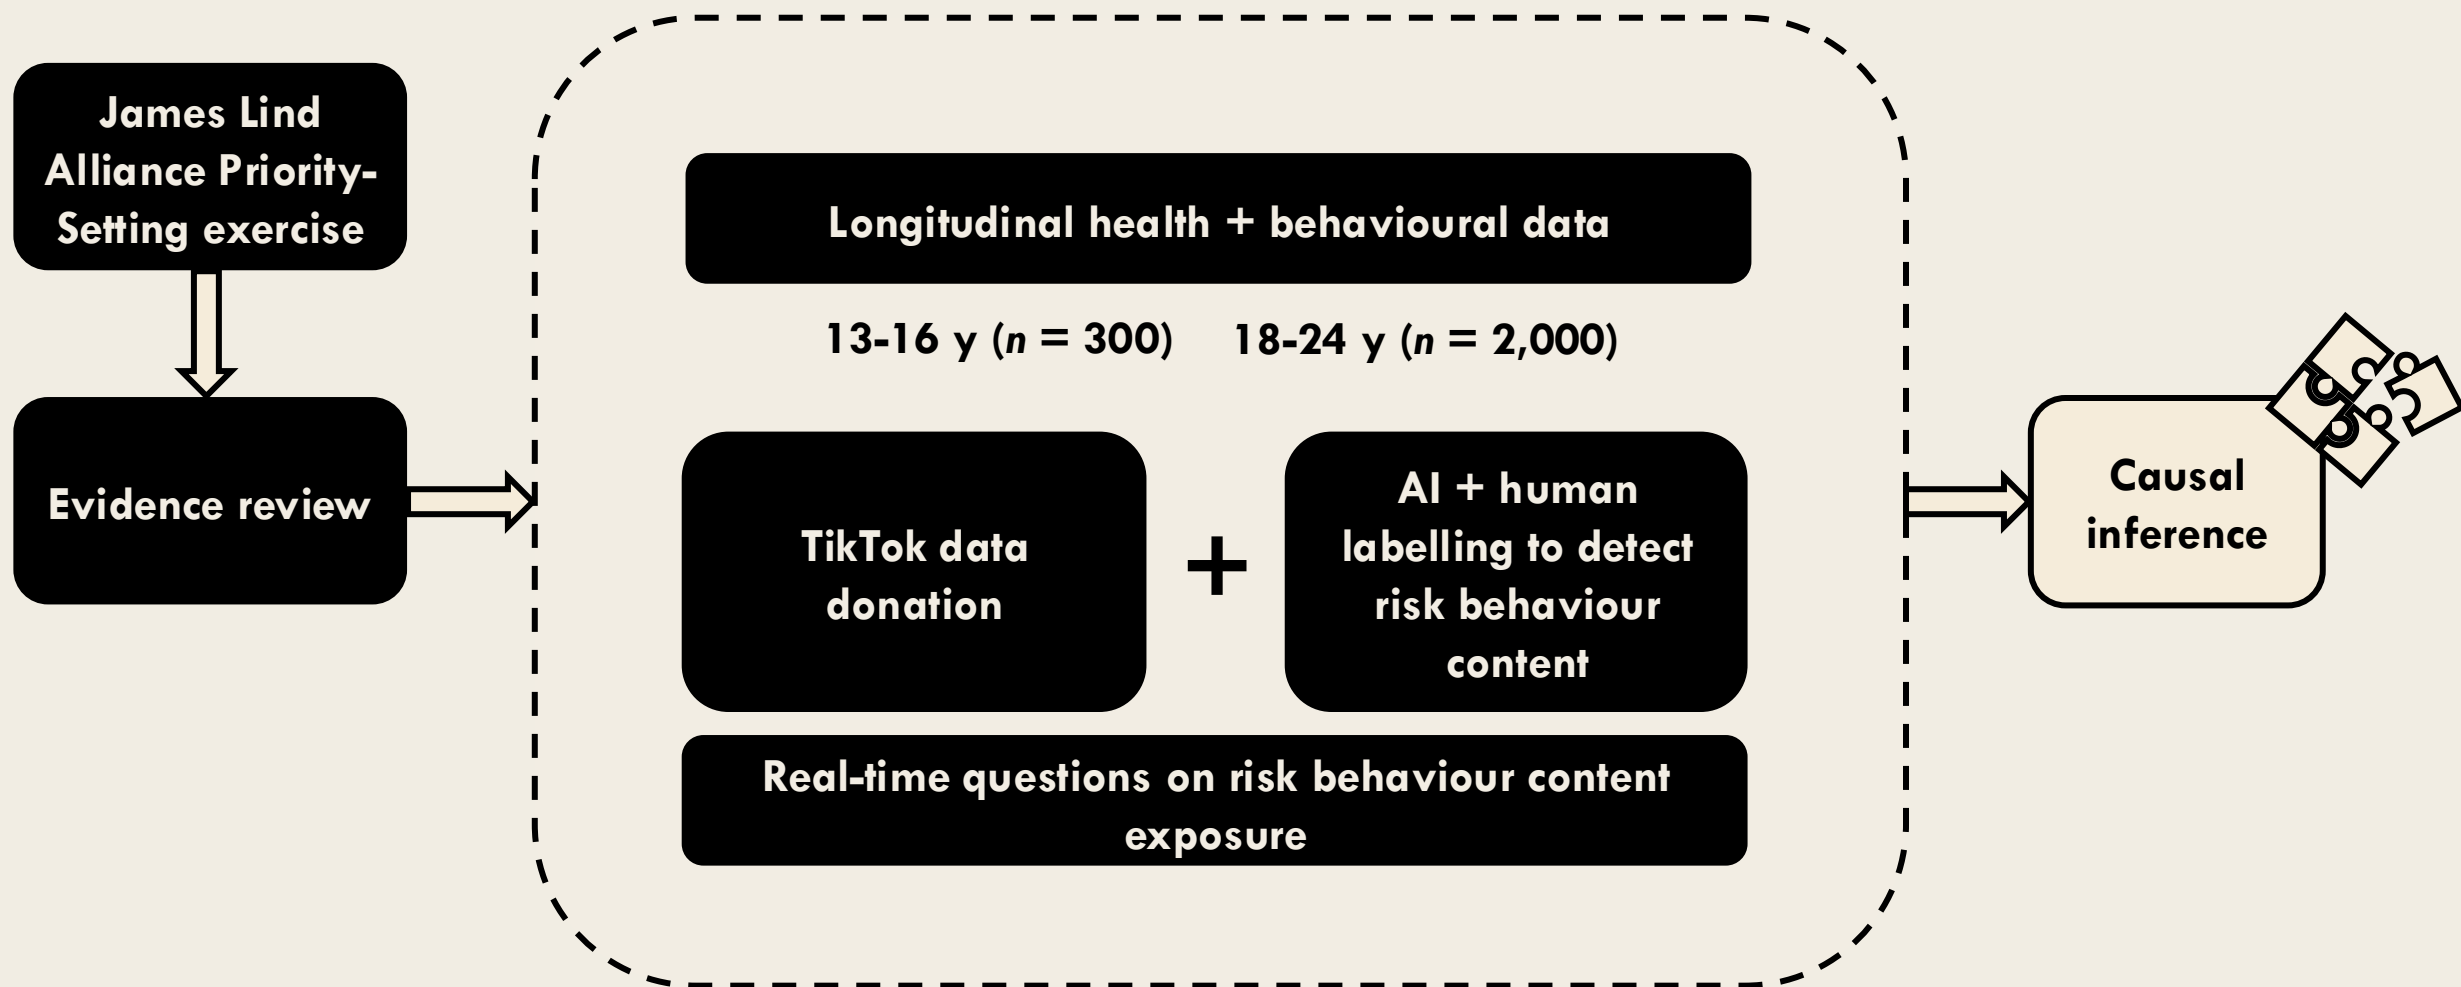 James Lind
Alliance Priority-
Setting exercise
Evidence review
Longitudinal health + behavioural data
13-16 y (n = 300) 18-24 y (n = 2,000)
TikTok data
donation
+
AI + human
labelling to detect
risk behaviour
content
Real-time questions on risk behaviour content
exposure
Causal
inference